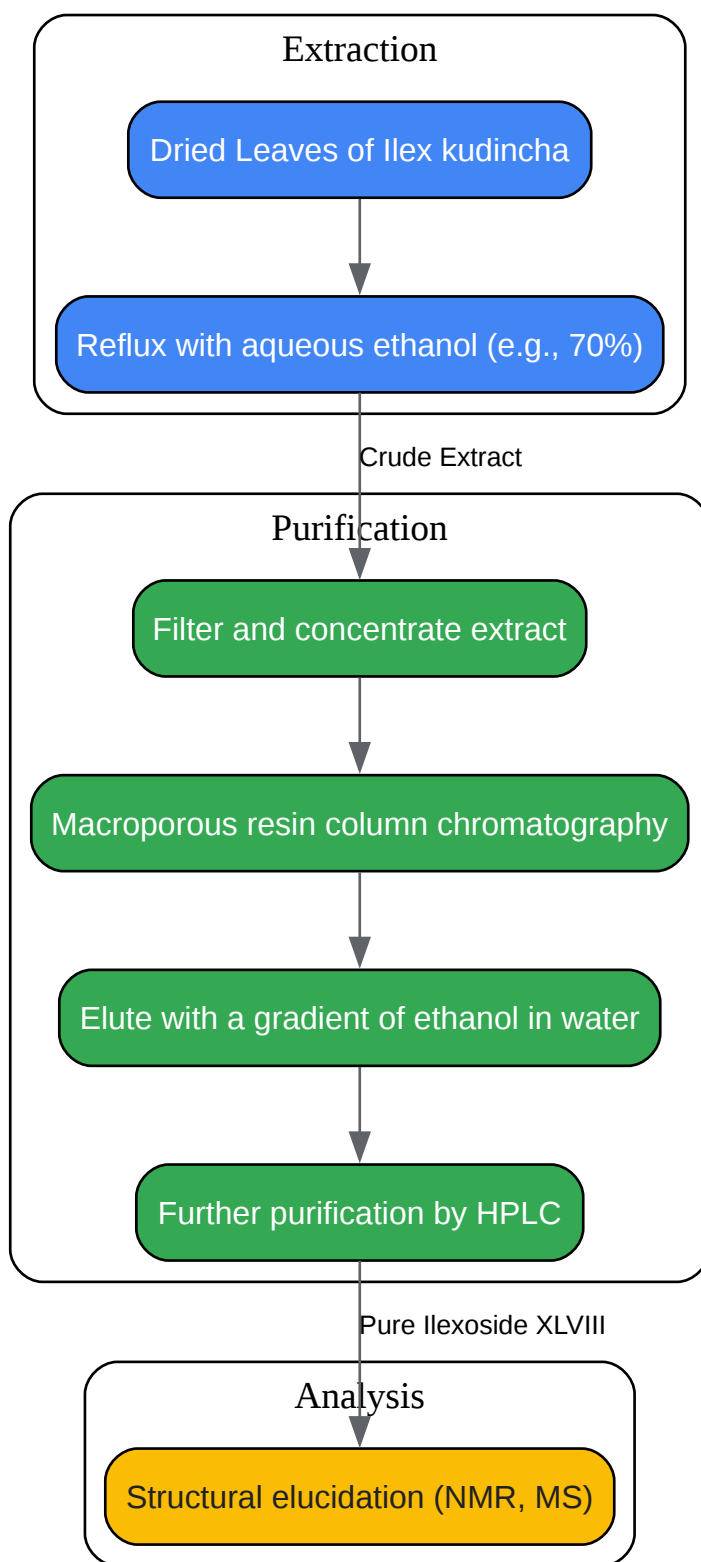 Extraction
Dried Leaves of Ilex kudincha
Reflux with aqueous ethanol (e.g., 70%)
Crude Extract
Purification
Filter and concentrate extract
Macroporous resin column chromatography
Elute with a gradient of ethanol in water
Further purification by HPLC
Pure Ilexoside XLVIII
Analysis
Structural elucidation (NMR, MS)